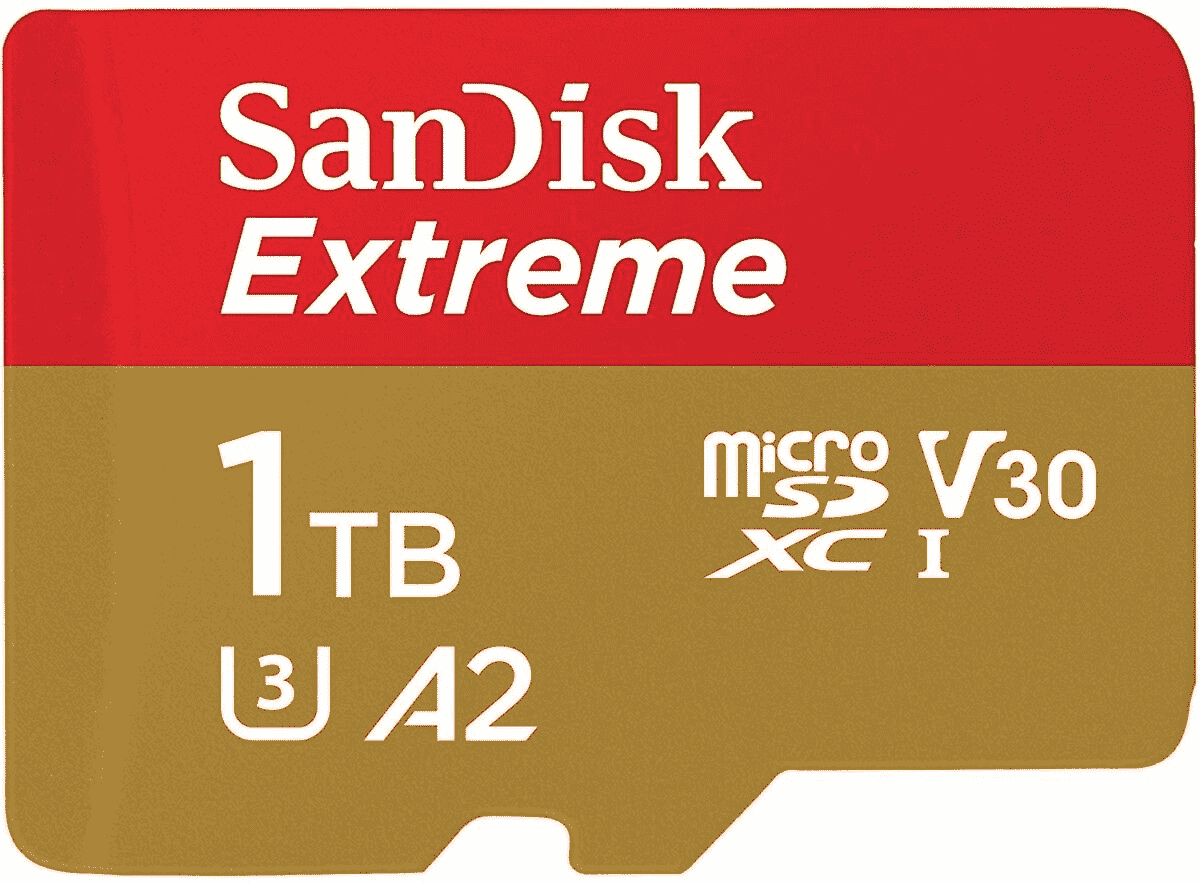 SanDisk
Extreme
1TB
micro
SD
XC I
V30
U3 A2